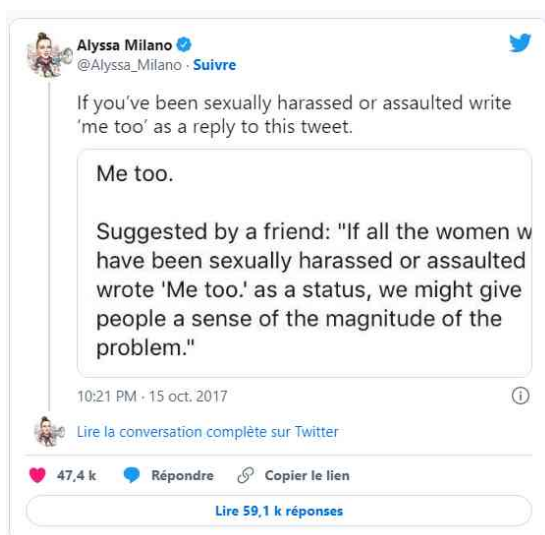 Alyssa Milano
@Alyssa_Milano · Suivre
If you've been sexually harassed or assaulted write
'me too' as a reply to this tweet.
Me too.
Suggested by a friend: "If all the women w
have been sexually harassed or assaulted
wrote 'Me too.' as a status, we might give
people a sense of the magnitude of the
problem."
10:21 PM · 15 oct. 2017
Lire la conversation complète sur Twitter
47,4 k Répondre Copier le lien
Lire 59,1 k réponses